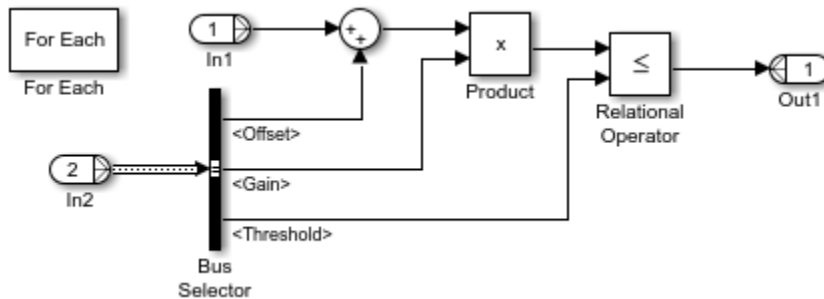 For Each
For Each
1
In1
+
+
x
Product
≤
Relational
Operator
1
Out1
<Offset>
2
In2
<Gain>
<Threshold>
Bus
Selector